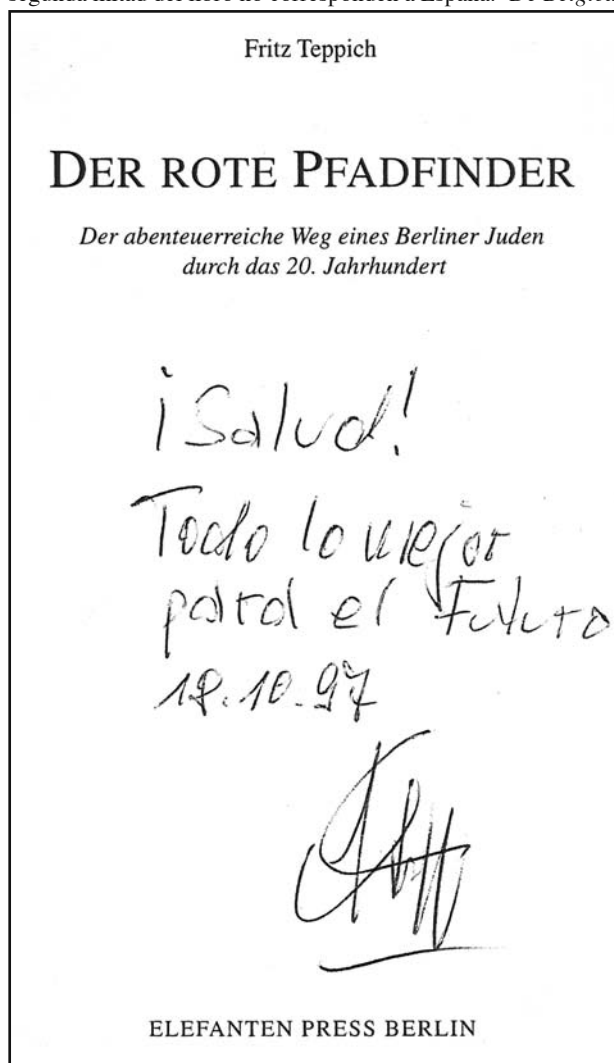 Fritz Teppich
DER ROTE PFADFINDER
Der abenteuerreiche Weg eines Berliner Juden
durch das 20. Jahrhundert
¡Salud!
Todo lo mejor
para el Futuro
18.10.97
ELEFANTEN PRESS BERLIN